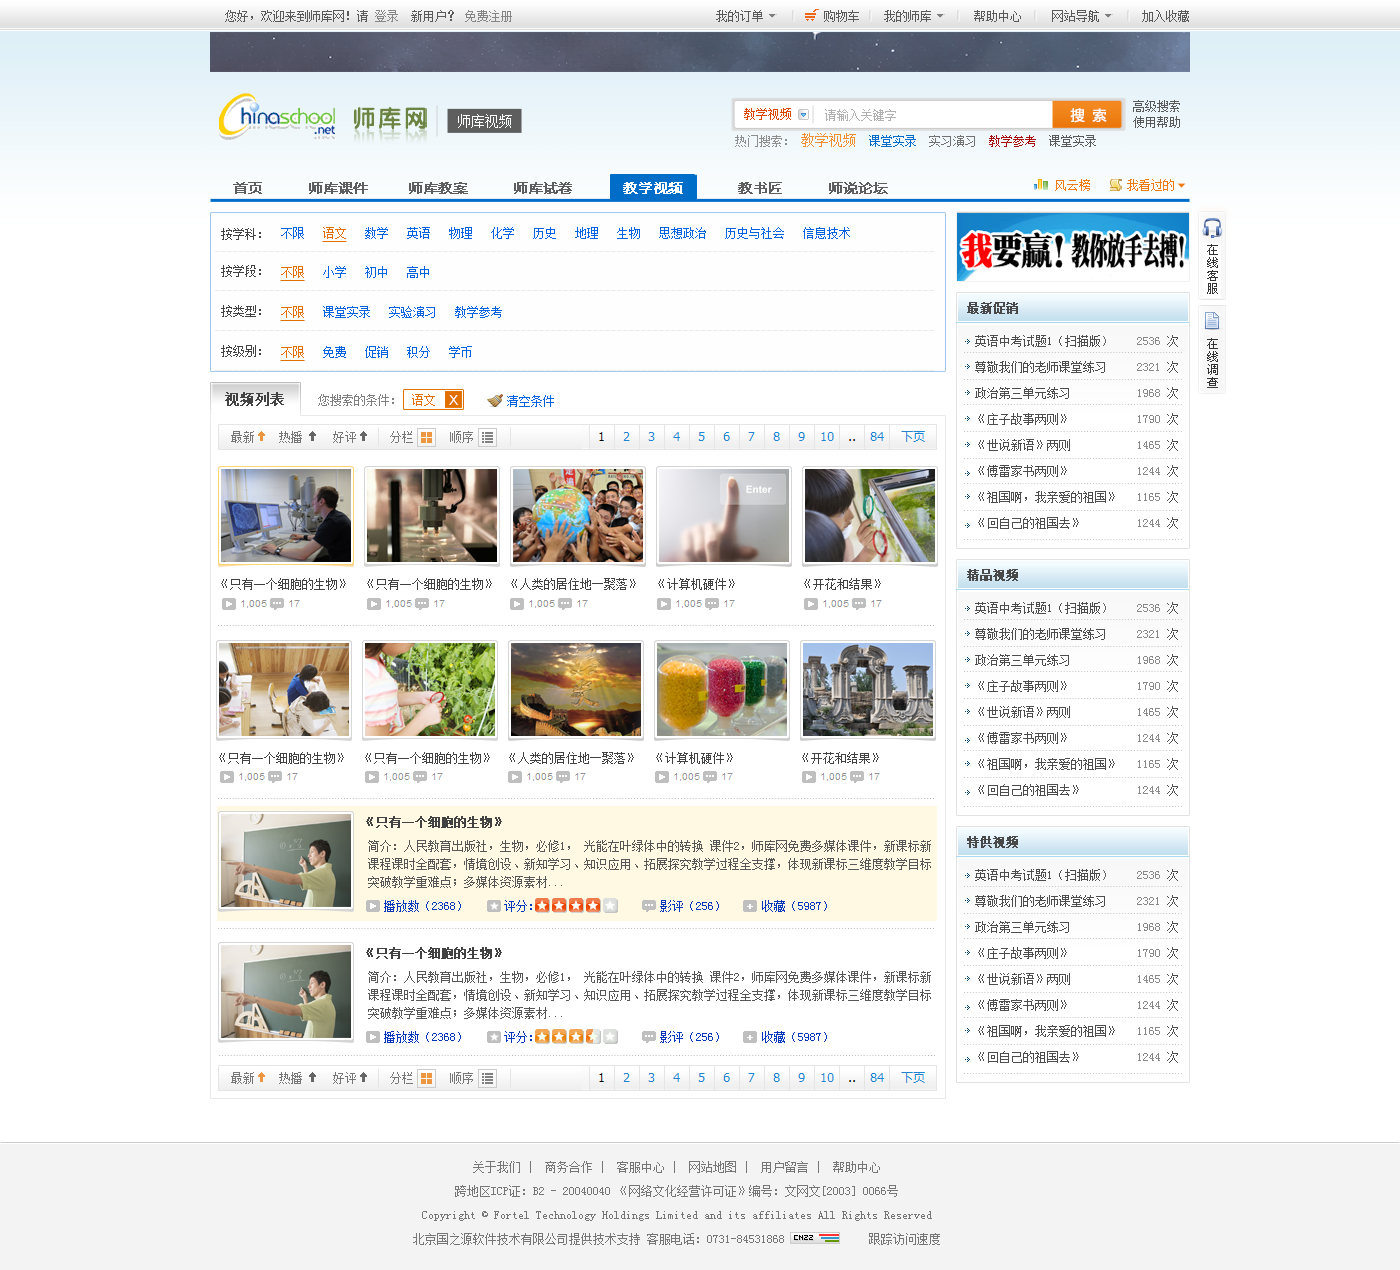 您好，欢迎来到师库网！请 登录 新用户？ 免费注册
我的订单 购物车 我的师库 帮助中心 网站导航 加入收藏
Chinaschool.net 师库网 师库视频
教学视频 请输入关键字 搜 索
高级搜索
使用帮助
热门搜索： 教学视频 课堂实录 实习演习 教学参考 课堂实录
首页 师库课件 师库教案 师库试卷 教学视频 教书匠 师说论坛
风云榜 我看过的
按学科： 不限 语文 数学 英语 物理 化学 历史 地理 生物 思想政治 历史与社会 信息技术
按学段： 不限 小学 初中 高中
按类型： 不限 课堂实录 实验演习 教学参考
按级别： 不限 免费 促销 积分 学币
我要赢！教你放手去搏！
在线客服
在线调查
视频列表 您搜索的条件： 语文 X 清空条件
最新 热播 好评 分栏 顺序 1 2 3 4 5 6 7 8 9 10 .. 84 下页
Enter
《只有一个细胞的生物》 《只有一个细胞的生物》 《人类的居住地一聚落》 《计算机硬件》 《开花和结果》
1,005 17 1,005 17 1,005 17 1,005 17 1,005 17
《只有一个细胞的生物》 《只有一个细胞的生物》 《人类的居住地一聚落》 《计算机硬件》 《开花和结果》
1,005 17 1,005 17 1,005 17 1,005 17 1,005 17
《只有一个细胞的生物》
简介：人民教育出版社，生物，必修1， 光能在叶绿体中的转换 课件2，师库网免费多媒体课件，新课标新
课程课时全配套，情境创设、新知学习、知识应用、拓展探究教学过程全支撑，体现新课标三维度教学目标
突破教学重难点；多媒体资源素材...
播放数（2368） 评分： 影评（256） 收藏（5987）
《只有一个细胞的生物》
简介：人民教育出版社，生物，必修1， 光能在叶绿体中的转换 课件2，师库网免费多媒体课件，新课标新
课程课时全配套，情境创设、新知学习、知识应用、拓展探究教学过程全支撑，体现新课标三维度教学目标
突破教学重难点；多媒体资源素材...
播放数（2368） 评分： 影评（256） 收藏（5987）
最新 热播 好评 分栏 顺序 1 2 3 4 5 6 7 8 9 10 .. 84 下页
最新促销
英语中考试题1（扫描版） 2536 次
尊敬我们的老师课堂练习 2321 次
政治第三单元练习 1968 次
《庄子故事两则》 1790 次
《世说新语》两则 1465 次
《傅雷家书两则》 1244 次
《祖国啊，我亲爱的祖国》 1165 次
《回自己的祖国去》 1244 次
精品视频
英语中考试题1（扫描版） 2536 次
尊敬我们的老师课堂练习 2321 次
政治第三单元练习 1968 次
《庄子故事两则》 1790 次
《世说新语》两则 1465 次
《傅雷家书两则》 1244 次
《祖国啊，我亲爱的祖国》 1165 次
《回自己的祖国去》 1244 次
特供视频
英语中考试题1（扫描版） 2536 次
尊敬我们的老师课堂练习 2321 次
政治第三单元练习 1968 次
《庄子故事两则》 1790 次
《世说新语》两则 1465 次
《傅雷家书两则》 1244 次
《祖国啊，我亲爱的祖国》 1165 次
《回自己的祖国去》 1244 次
关于我们 | 商务合作 | 客服中心 | 网站地图 | 用户留言 | 帮助中心
跨地区ICP证：B2 - 20040040 《网络文化经营许可证》编号：文网文[2003] 0066号
Copyright © Fortel Technology Holdings Limited and its affiliates All Rights Reserved
北京国之源软件技术有限公司提供技术支持 客服电话：0731-84531868 CNZZ 跟踪访问速度